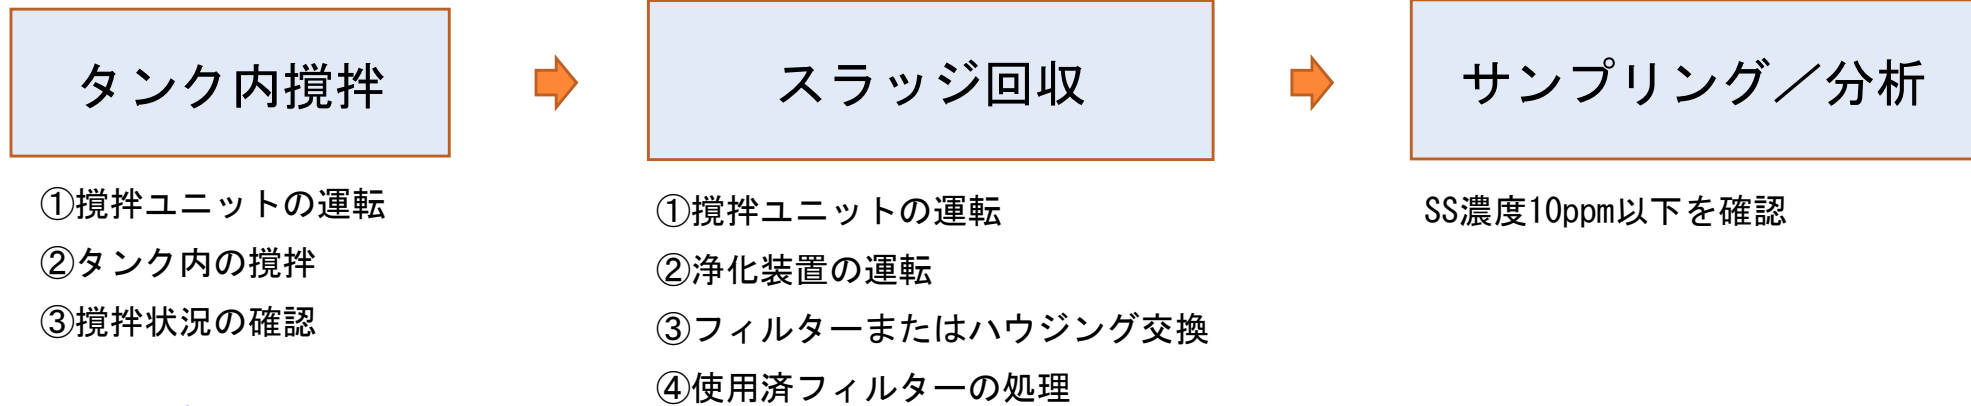 タンク内撹拌
①撹拌ユニットの運転
②タンク内の撹拌
③撹拌状況の確認
スラッジ回収
①撹拌ユニットの運転
②浄化装置の運転
③フィルターまたはハウジング交換
④使用済フィルターの処理
サンプリング／分析
SS濃度10ppm以下を確認